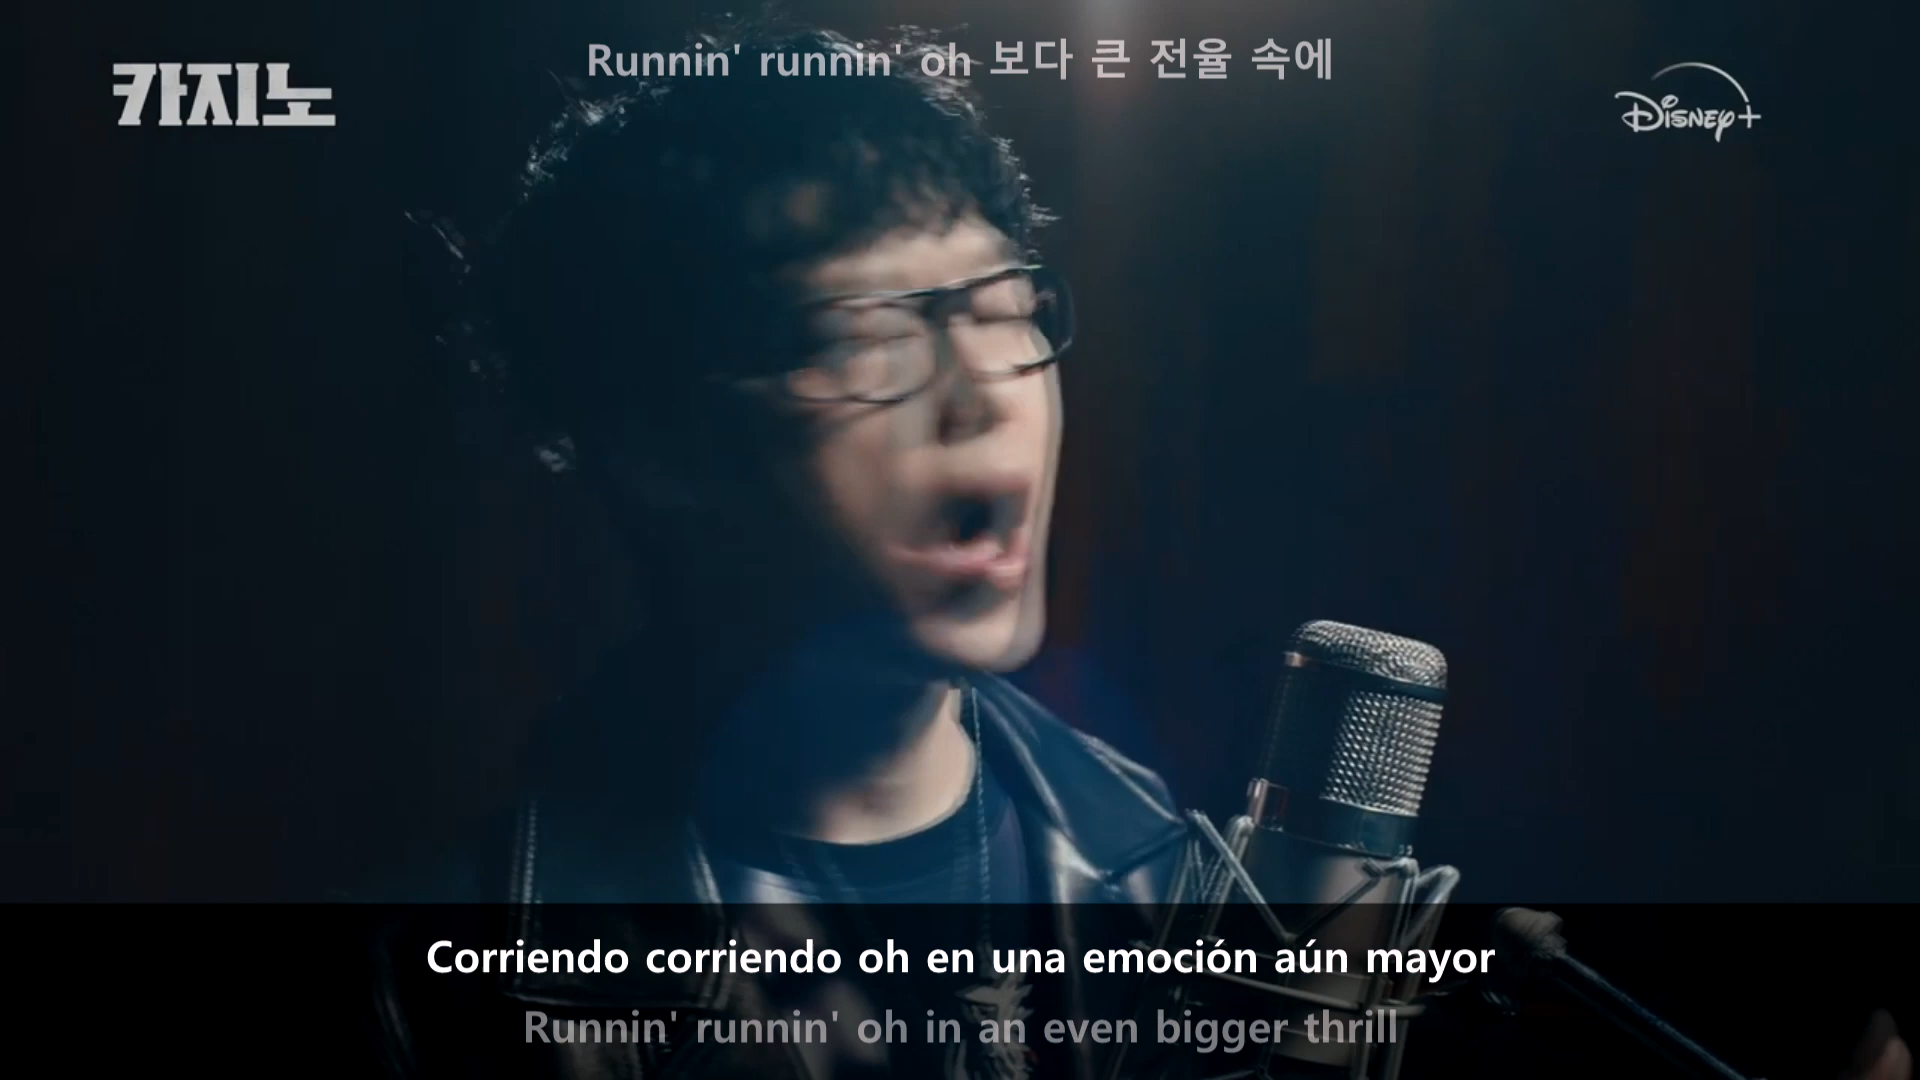 Runnin' runnin' oh 보다 큰 전율 속에
카지노
Disney+
Corriendo corriendo oh en una emoción aún mayor
Runnin' runnin' oh in an even bigger thrill